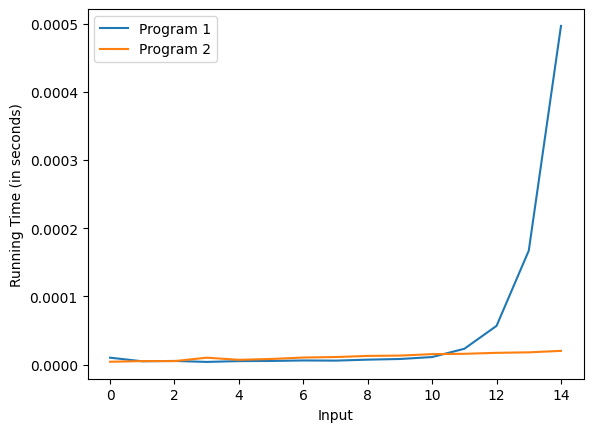 Program 1
Program 2
0.0005
0.0004
0.0003
0.0002
0.0001
0.0000
Running Time (in seconds)
0 2 4 6 8 10 12 14
Input